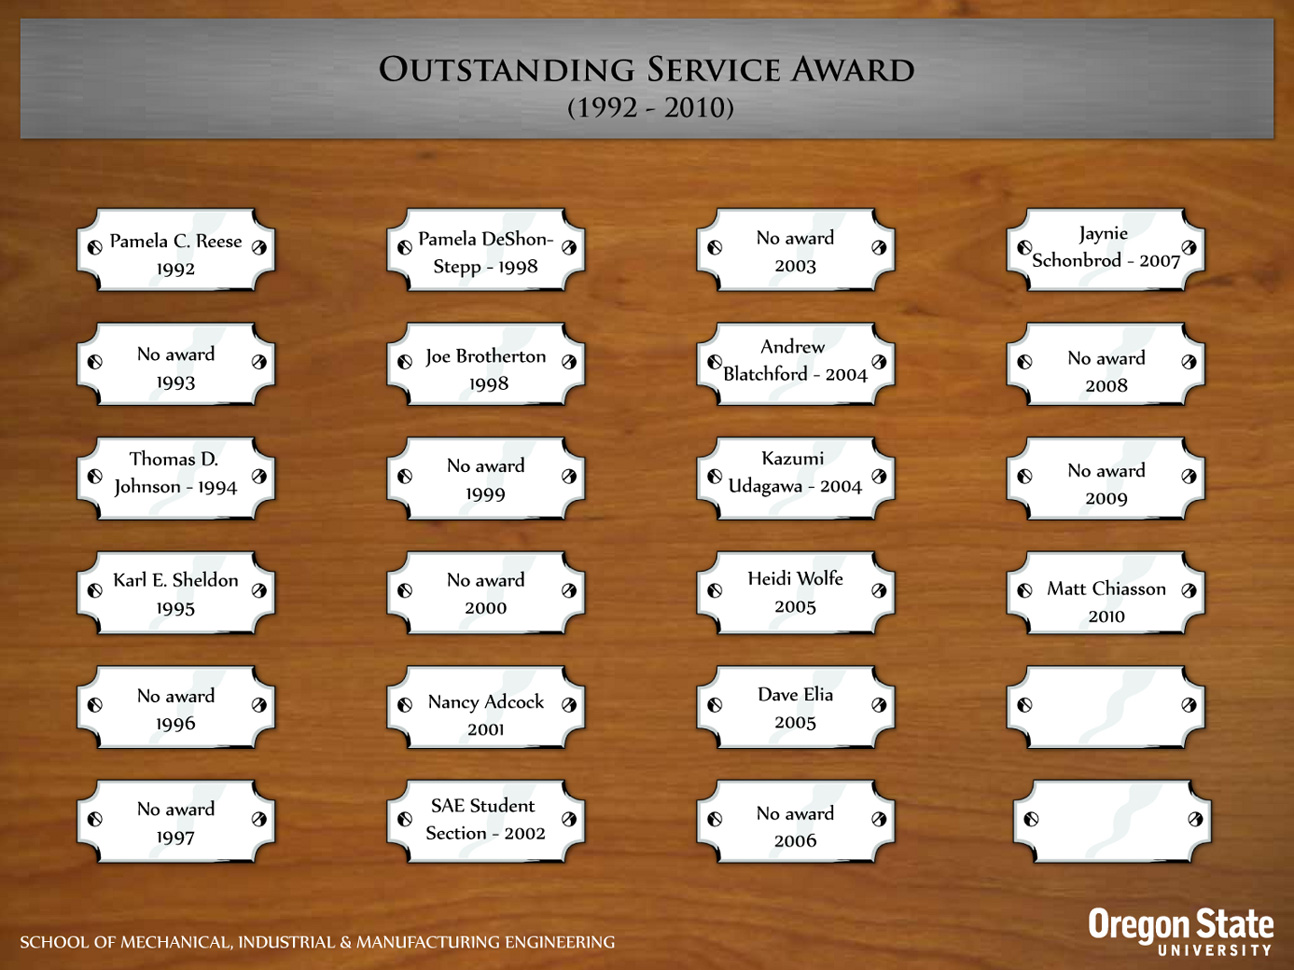 Outstanding Service Award
(1992 - 2010)
Pamela C. Reese
1992
No award
1993
Thomas D.
Johnson - 1994
Karl E. Sheldon
1995
No award
1996
No award
1997
Pamela DeShon-
Stepp - 1998
Joe Brotherton
1998
No award
1999
No award
2000
Nancy Adcock
2001
SAE Student
Section - 2002
No award
2003
Andrew
Blatchford - 2004
Kazumi
Udagawa - 2004
Heidi Wolfe
2005
Dave Elia
2005
No award
2006
Jaynie
Schonbrod - 2007
No award
2008
No award
2009
Matt Chiasson
2010
SCHOOL OF MECHANICAL, INDUSTRIAL & MANUFACTURING ENGINEERING
Oregon State
UNIVERSITY